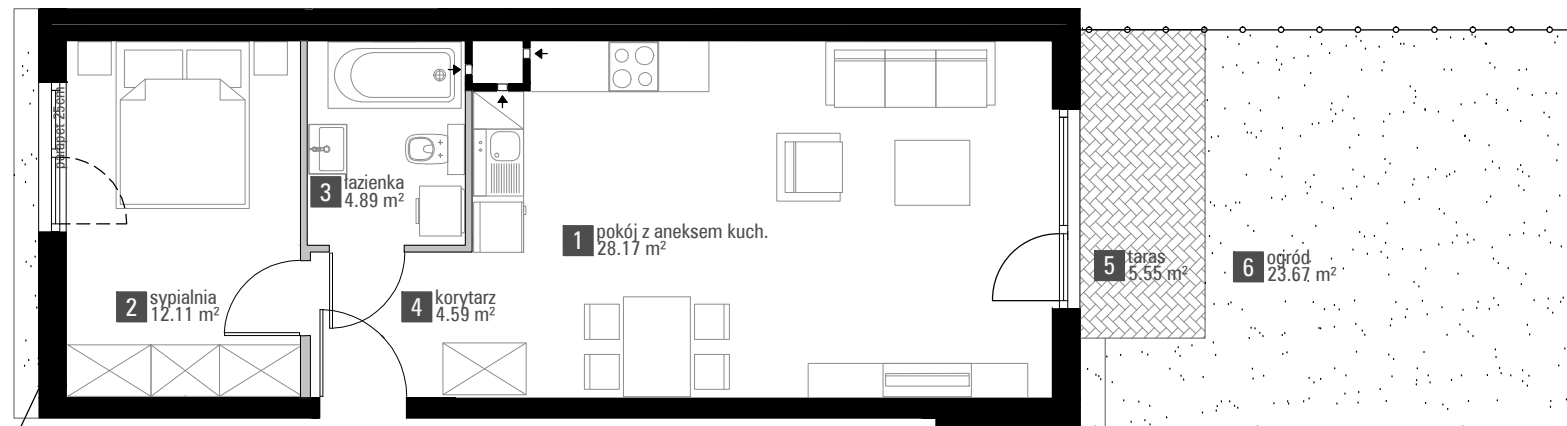 parapet 25cm
2 sypialnia
12.11 m²
3 łazienka
4.89 m²
4 korytarz
4.59 m²
1 pokój z aneksem kuch.
28.17 m²
5 taras
5.55 m²
6 ogród
23.67 m²